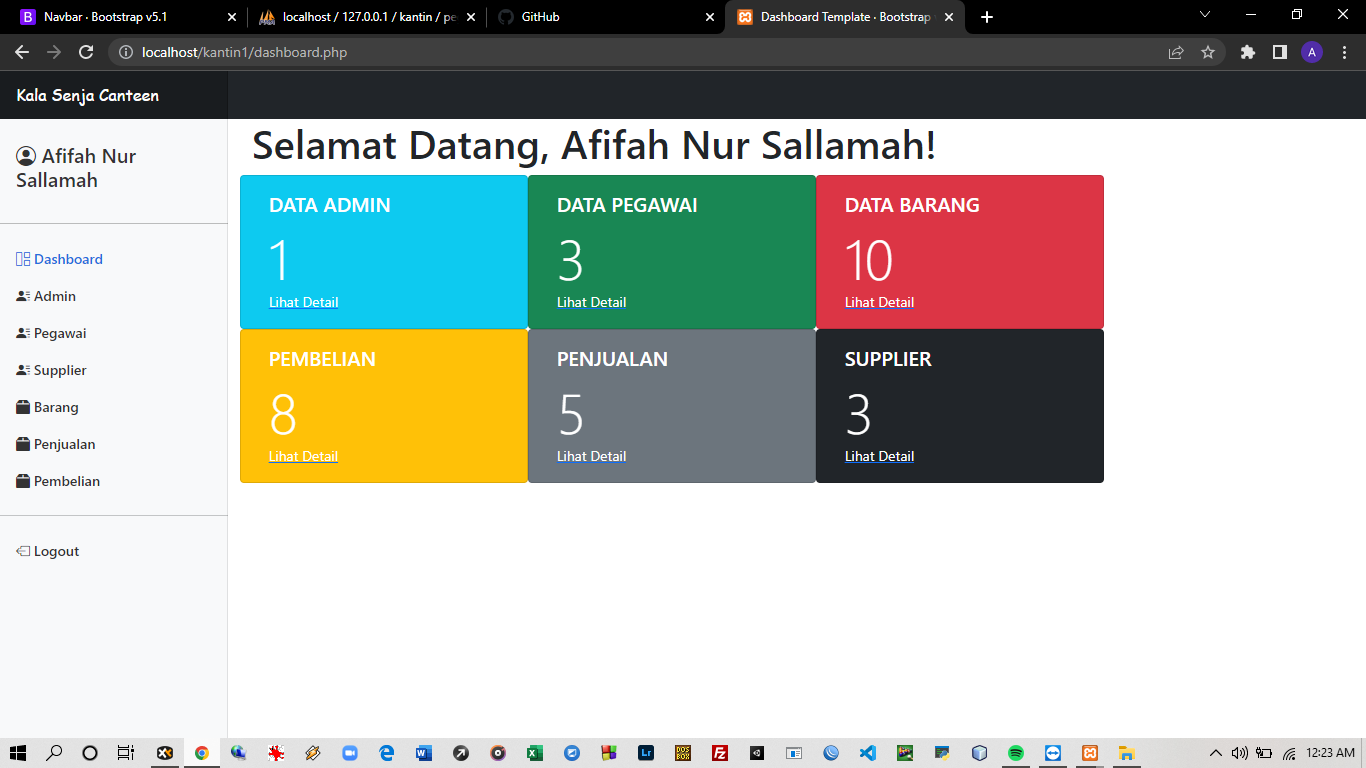 Navbar · Bootstrap v5.1
localhost / 127.0.0.1 / kantin / pe
GitHub
Dashboard Template · Bootstrap
localhost/kantin1/dashboard.php
A
Kala Senja Canteen
Afifah Nur
Sallamah
Dashboard
Admin
Pegawai
Supplier
Barang
Penjualan
Pembelian
Logout
Selamat Datang, Afifah Nur Sallamah!
DATA ADMIN
1
Lihat Detail
DATA PEGAWAI
3
Lihat Detail
DATA BARANG
10
Lihat Detail
PEMBELIAN
8
Lihat Detail
PENJUALAN
5
Lihat Detail
SUPPLIER
3
Lihat Detail
12:23 AM